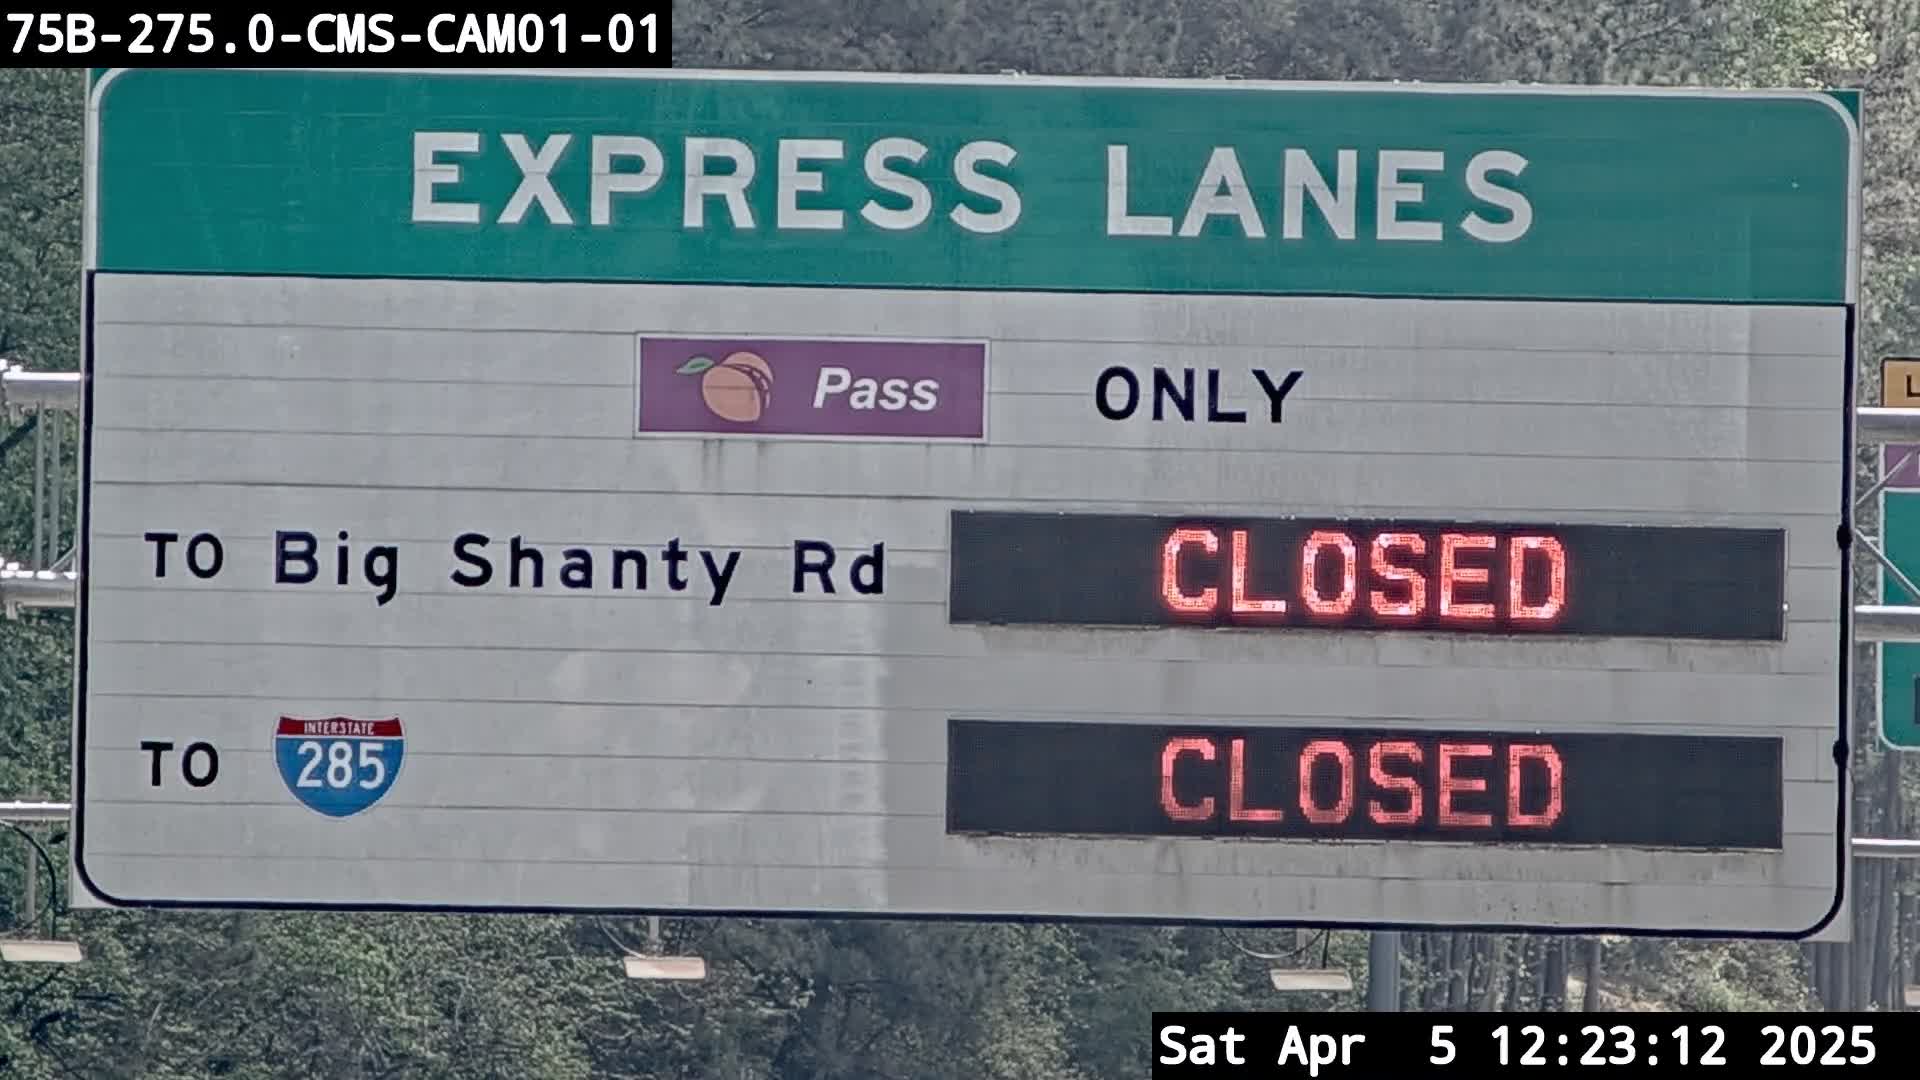 75B-275.0-CMS-CAM01-01
EXPRESS LANES
Pass ONLY
TO Big Shanty Rd CLOSED
TO INTERSTATE 285 CLOSED
Sat Apr 5 12:23:12 2025